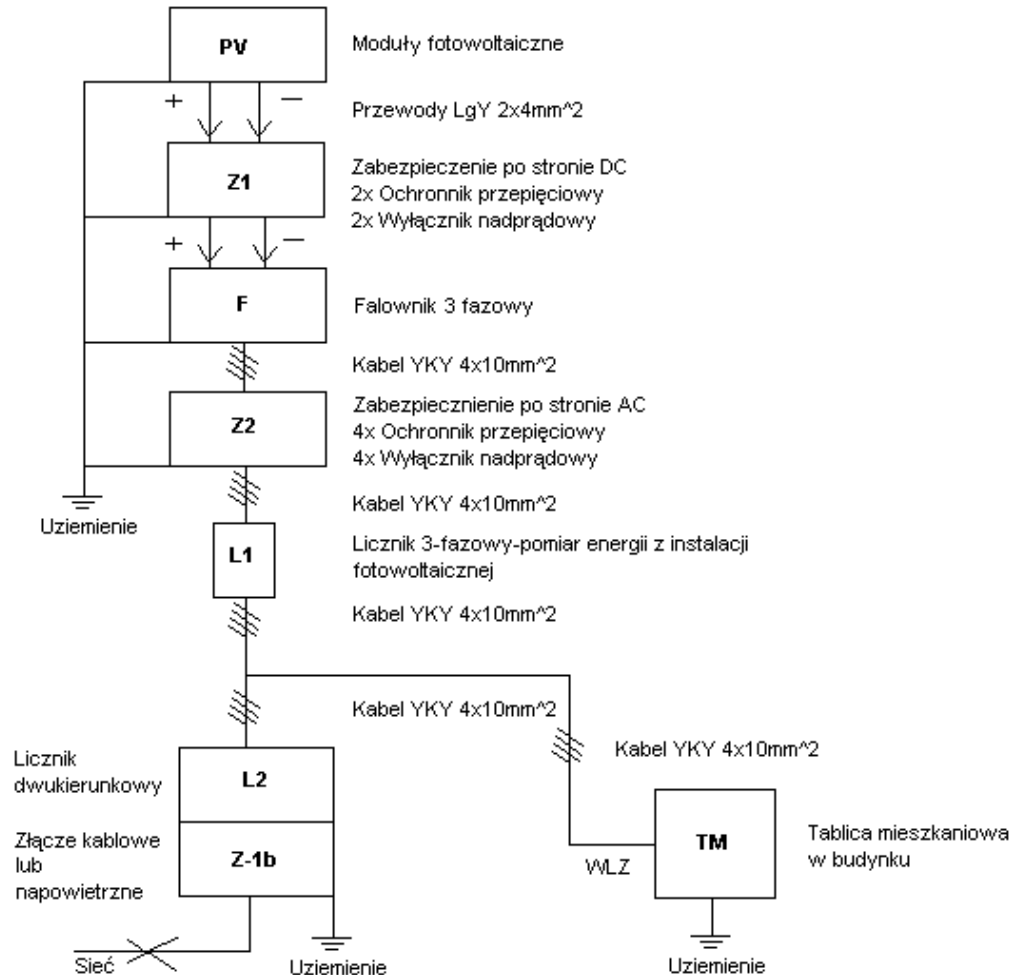 PV
Moduły fotowołtaiczne
+
—
Przewody LgY 2x4mm^2
Z1
Zabezpieczenie po stronie DC
2x Ochronnik przepięciowy
2x Wyłącznik nadprądowy
+
—
F
Falownik 3 fazowy
Kabel YKY 4x10mm^2
Z2
Zabezpiecznienie po stronie AC
4x Ochronnik przepięciowy
4x Wyłącznik nadprądowy
Uziemienie
Kabel YKY 4x10mm^2
L1
Licznik 3-fazowy-pomiar energii z instalacji
fotowołtaicznej
Kabel YKY 4x10mm^2
Kabel YKY 4x10mm^2
Kabel YKY 4x10mm^2
Licznik
dwukierunkowy
L2
Złącze kablowe
lub
napowietrzne
Z-1b
WLZ
TM
Tablica mieszkaniowa
w budynku
Sieć
Uziemienie
Uziemienie